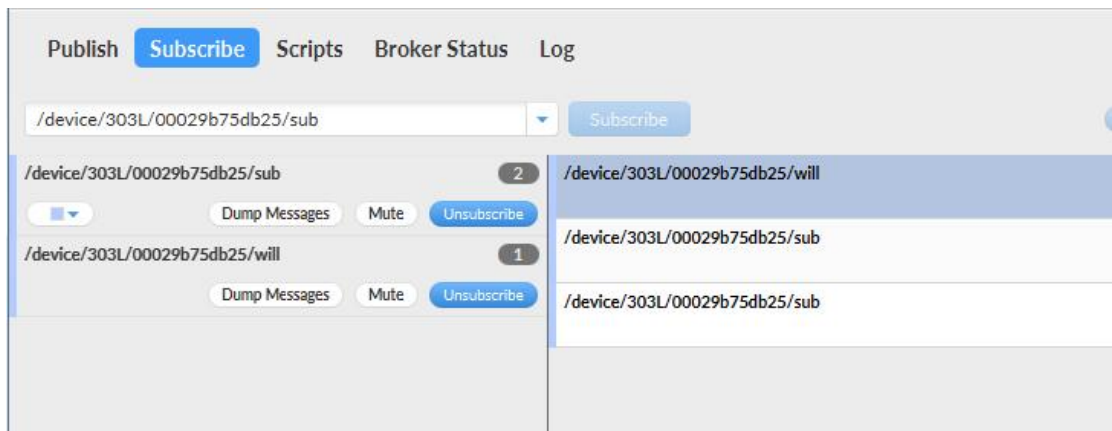 Publish Subscribe Scripts Broker Status Log
/device/303L/00029b75db25/sub Subscribe
/device/303L/00029b75db25/sub 2
Dump Messages Mute Unsubscribe
/device/303L/00029b75db25/will 1
Dump Messages Mute Unsubscribe
/device/303L/00029b75db25/will
/device/303L/00029b75db25/sub
/device/303L/00029b75db25/sub